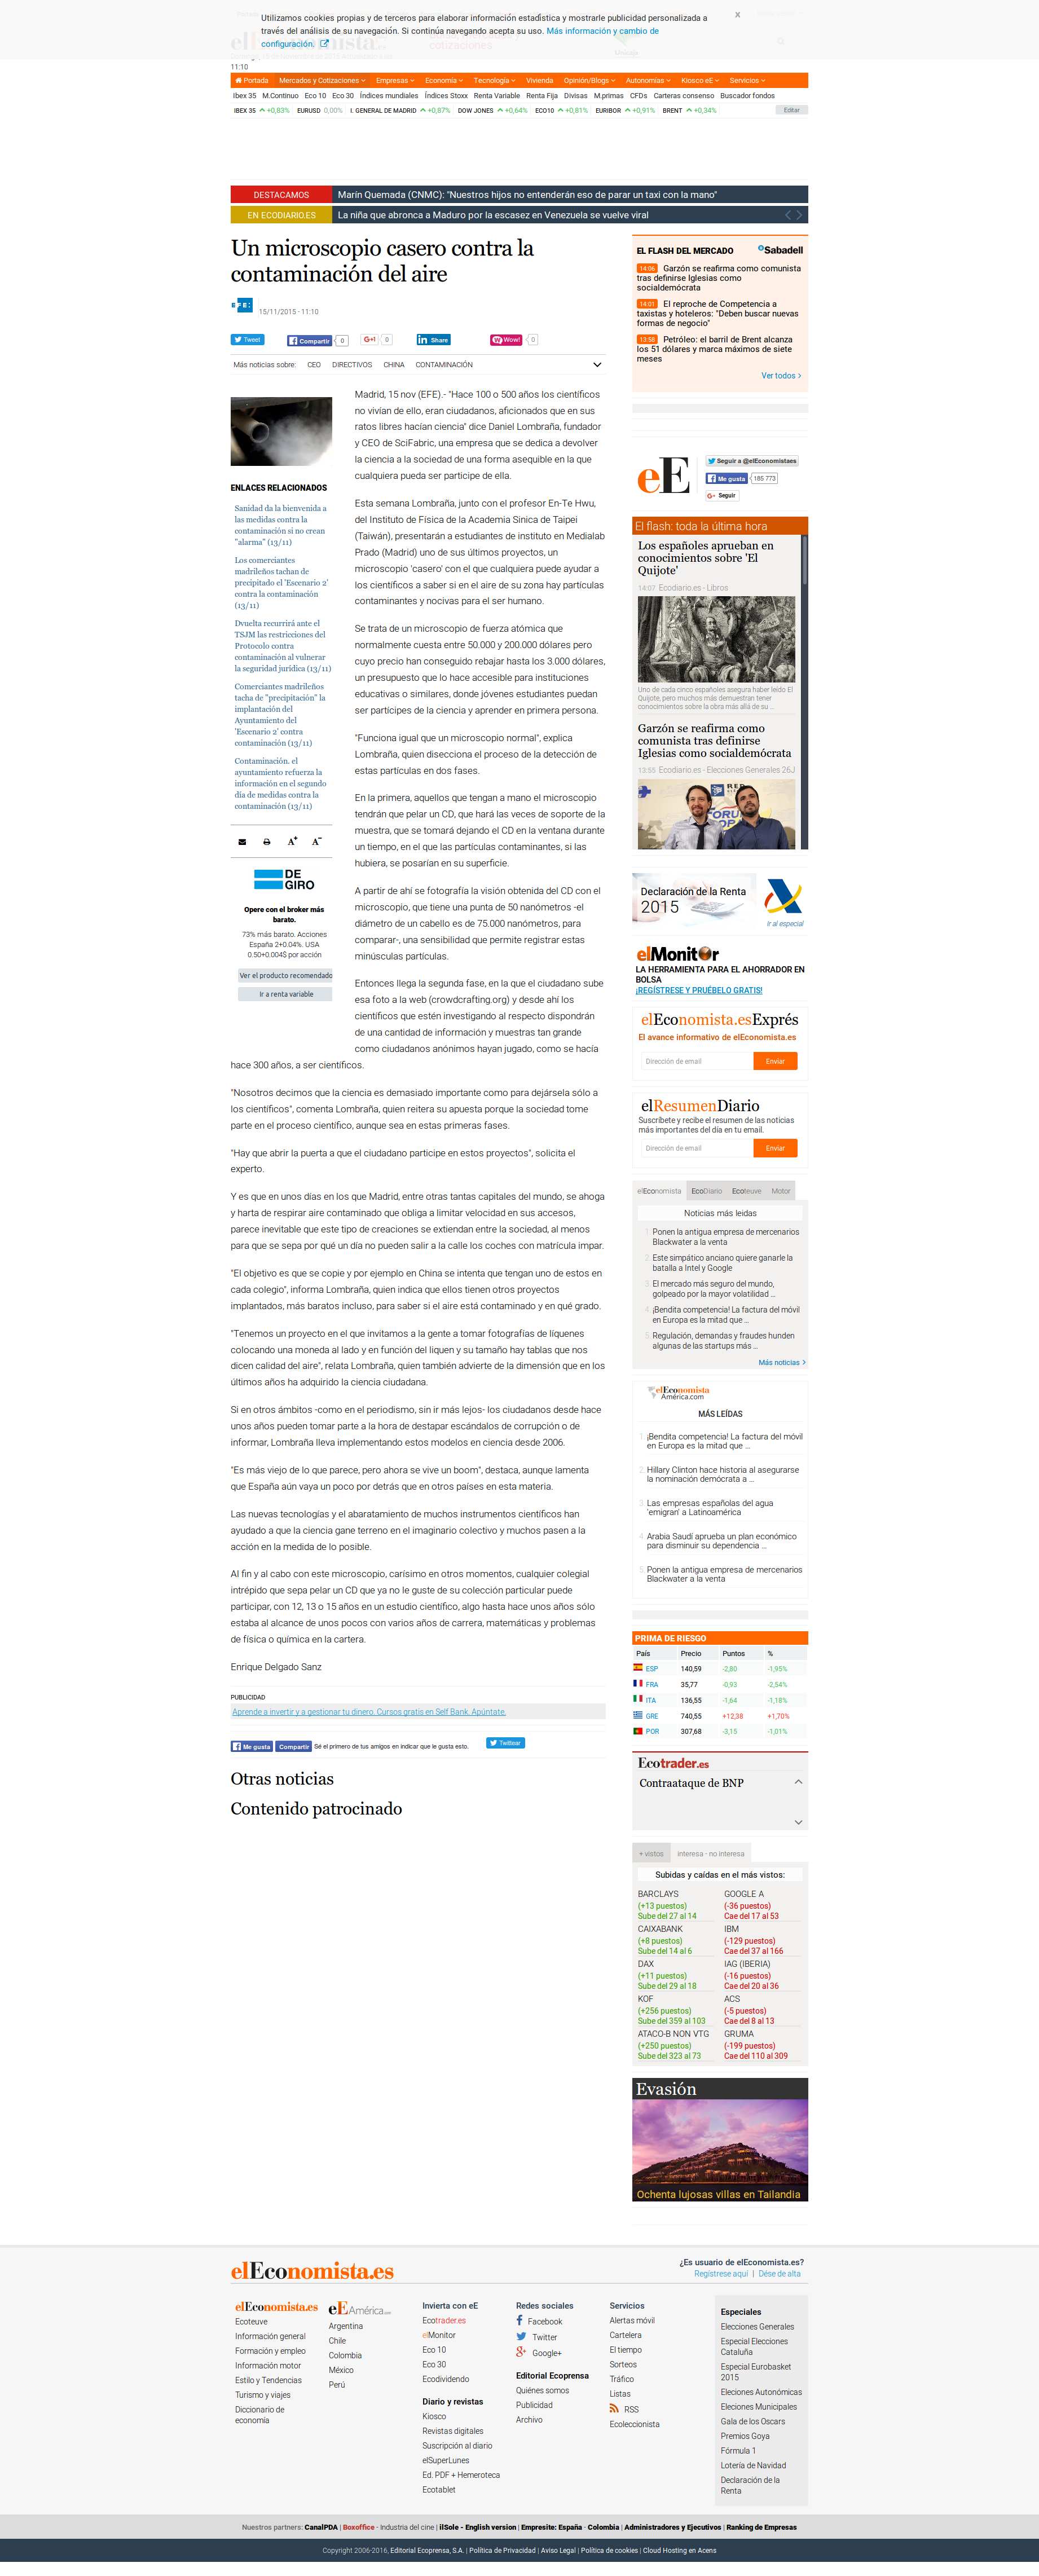 Utilizamos cookies propias y de terceros para elaborar información estadística y mostrarle publicidad personalizada a
través del análisis de su navegación. Si continúa navegando acepta su uso. Más información y cambio de
configuración.
x
11:10
Portada Mercados y Cotizaciones Empresas Economía Tecnología Vivienda Opinión/Blogs Autonomías Kiosco eE Servicios
Ibex 35 M.Continuo Eco 10 Eco 30 Índices mundiales Índices Stoxx Renta Variable Renta Fija Divisas M.primas CFDs Carteras consenso Buscador fondos
IBEX 35 +0,83% EURUSD 0,00% I. GENERAL DE MADRID +0,87% DOW JONES +0,64% ECO10 +0,81% EURIBOR +0,91% BRENT +0,34% Editar
DESTACAMOS Marín Quemada (CNMC): "Nuestros hijos no entenderán eso de parar un taxi con la mano"
EN ECODIARIO.ES La niña que abronca a Maduro por la escasez en Venezuela se vuelve viral
Un microscopio casero contra la
contaminación del aire
EFE: 15/11/2015 - 11:10
Tweet Compartir 0 G+1 0 Share Wow! 0
Más noticias sobre: CEO DIRECTIVOS CHINA CONTAMINACIÓN
ENLACES RELACIONADOS
Sanidad da la bienvenida a
las medidas contra la
contaminación si no crean
"alarma" (13/11)
Los comerciantes
madrileños tachan de
precipitado el 'Escenario 2'
contra la contaminación
(13/11)
Dvuelta recurrirá ante el
TSJM las restricciones del
Protocolo contra
contaminación al vulnerar
la seguridad jurídica (13/11)
Comerciantes madrileños
tacha de "precipitación" la
implantación del
Ayuntamiento del
'Escenario 2' contra
contaminación (13/11)
Contaminación. el
ayuntamiento refuerza la
información en el segundo
día de medidas contra la
contaminación (13/11)
A+ A-
DEGIRO
Opere con el broker más
barato.
73% más barato. Acciones
España 2+0.04%. USA
0.50+0.004$ por acción
Ver el producto recomendado
Ir a renta variable
Madrid, 15 nov (EFE).- "Hace 100 o 500 años los científicos
no vivían de ello, eran ciudadanos, aficionados que en sus
ratos libres hacían ciencia" dice Daniel Lombraña, fundador
y CEO de SciFabric, una empresa que se dedica a devolver
la ciencia a la sociedad de una forma asequible en la que
cualquiera pueda ser participe de ella.
Esta semana Lombraña, junto con el profesor En-Te Hwu,
del Instituto de Física de la Academia Sinica de Taipei
(Taiwán), presentarán a estudiantes de instituto en Medialab
Prado (Madrid) uno de sus últimos proyectos, un
microscopio 'casero' con el que cualquiera puede ayudar a
los científicos a saber si en el aire de su zona hay partículas
contaminantes y nocivas para el ser humano.
Se trata de un microscopio de fuerza atómica que
normalmente cuesta entre 50.000 y 200.000 dólares pero
cuyo precio han conseguido rebajar hasta los 3.000 dólares,
un presupuesto que lo hace accesible para instituciones
educativas o similares, donde jóvenes estudiantes puedan
ser partícipes de la ciencia y aprender en primera persona.
"Funciona igual que un microscopio normal", explica
Lombraña, quien disecciona el proceso de la detección de
estas partículas en dos fases.
En la primera, aquellos que tengan a mano el microscopio
tendrán que pelar un CD, que hará las veces de soporte de la
muestra, que se tomará dejando el CD en la ventana durante
un tiempo, en el que las partículas contaminantes, si las
hubiera, se posarían en su superficie.
A partir de ahí se fotografía la visión obtenida del CD con el
microscopio, que tiene una punta de 50 nanómetros -el
diámetro de un cabello es de 75.000 nanómetros, para
comparar-, una sensibilidad que permite registrar estas
minúsculas partículas.
Entonces llega la segunda fase, en la que el ciudadano sube
esa foto a la web (crowdcrafting.org) y desde ahí los
científicos que estén investigando al respecto dispondrán
de una cantidad de información y muestras tan grande
como ciudadanos anónimos hayan jugado, como se hacía
hace 300 años, a ser científicos.
"Nosotros decimos que la ciencia es demasiado importante como para dejársela sólo a
los científicos", comenta Lombraña, quien reitera su apuesta porque la sociedad tome
parte en el proceso científico, aunque sea en estas primeras fases.
"Hay que abrir la puerta a que el ciudadano participe en estos proyectos", solicita el
experto.
Y es que en unos días en los que Madrid, entre otras tantas capitales del mundo, se ahoga
y harta de respirar aire contaminado que obliga a limitar velocidad en sus accesos,
parece inevitable que este tipo de creaciones se extiendan entre la sociedad, al menos
para que se sepa por qué un día no pueden salir a la calle los coches con matrícula impar.
"El objetivo es que se copie y por ejemplo en China se intenta que tengan uno de estos en
cada colegio", informa Lombraña, quien indica que ellos tienen otros proyectos
implantados, más baratos incluso, para saber si el aire está contaminado y en qué grado.
"Tenemos un proyecto en el que invitamos a la gente a tomar fotografías de líquenes
colocando una moneda al lado y en función del liquen y su tamaño hay tablas que nos
dicen calidad del aire", relata Lombraña, quien también advierte de la dimensión que en los
últimos años ha adquirido la ciencia ciudadana.
Si en otros ámbitos -como en el periodismo, sin ir más lejos- los ciudadanos desde hace
unos años pueden tomar parte a la hora de destapar escándalos de corrupción o de
informar, Lombraña lleva implementando estos modelos en ciencia desde 2006.
"Es más viejo de lo que parece, pero ahora se vive un boom", destaca, aunque lamenta
que España aún vaya un poco por detrás que en otros países en esta materia.
Las nuevas tecnologías y el abaratamiento de muchos instrumentos científicos han
ayudado a que la ciencia gane terreno en el imaginario colectivo y muchos pasen a la
acción en la medida de lo posible.
Al fin y al cabo con este microscopio, carísimo en otros momentos, cualquier colegial
intrépido que sepa pelar un CD que ya no le guste de su colección particular puede
participar, con 12, 13 o 15 años en un estudio científico, algo hasta hace unos años sólo
estaba al alcance de unos pocos con varios años de carrera, matemáticas y problemas
de física o química en la cartera.
Enrique Delgado Sanz
PUBLICIDAD
Aprende a invertir y a gestionar tu dinero. Cursos gratis en Self Bank. Apúntate.
Me gusta Compartir Sé el primero de tus amigos en indicar que le gusta esto. Twittear
Otras noticias
Contenido patrocinado
EL FLASH DEL MERCADO Sabadell
14:06 Garzón se reafirma como comunista
tras definirse Iglesias como
socialdemócrata
14:01 El reproche de Competencia a
taxistas y hoteleros: "Deben buscar nuevas
formas de negocio"
13:58 Petróleo: el barril de Brent alcanza
los 51 dólares y marca máximos de siete
meses
Ver todos
eE
Seguir a @elEconomistaes
Me gusta 185 773
Seguir
El flash: toda la última hora
Los españoles aprueban en
conocimientos sobre 'El
Quijote'
14:07 Ecodiario.es - Libros
Uno de cada cinco españoles asegura haber leído El
Quijote, pero muchos más demuestran tener
conocimientos sobre la obra más allá de su ...
Garzón se reafirma como
comunista tras definirse
Iglesias como socialdemócrata
13:55 Ecodiario.es - Elecciones Generales 26J
Declaración de la Renta
2015
Ir al especial
elMonitor
LA HERRAMIENTA PARA EL AHORRADOR EN
BOLSA
¡REGÍSTRESE Y PRUÉBELO GRATIS!
elEconomista.esExprés
El avance informativo de elEconomista.es
Dirección de email Enviar
elResumenDiario
Suscríbete y recibe el resumen de las noticias
más importantes del día en tu email.
Dirección de email Enviar
elEconomista EcoDiario Ecoteuve Motor
Noticias más leidas
1. Ponen la antigua empresa de mercenarios
Blackwater a la venta
2. Este simpático anciano quiere ganarle la
batalla a Intel y Google
3. El mercado más seguro del mundo,
golpeado por la mayor volatilidad ...
4. ¡Bendita competencia! La factura del móvil
en Europa es la mitad que ...
5. Regulación, demandas y fraudes hunden
algunas de las startups más ...
Más noticias
elEconomista
América.com
MÁS LEÍDAS
1. ¡Bendita competencia! La factura del móvil
en Europa es la mitad que ...
2. Hillary Clinton hace historia al asegurarse
la nominación demócrata a ...
3. Las empresas españolas del agua
'emigran' a Latinoamérica
4. Arabia Saudí aprueba un plan económico
para disminuir su dependencia ...
5. Ponen la antigua empresa de mercenarios
Blackwater a la venta
PRIMA DE RIESGO
País Precio Puntos %
ESP 140,59 -2,80 -1,95%
FRA 35,77 -0,93 -2,54%
ITA 136,55 -1,64 -1,18%
GRE 740,55 +12,38 +1,70%
POR 307,68 -3,15 -1,01%
Ecotrader.es
Contraataque de BNP
+ vistos interesa - no interesa
Subidas y caídas en el más vistos:
BARCLAYS GOOGLE A
(+13 puestos) (-36 puestos)
Sube del 27 al 14 Cae del 17 al 53
CAIXABANK IBM
(+8 puestos) (-129 puestos)
Sube del 14 al 6 Cae del 37 al 166
DAX IAG (IBERIA)
(+11 puestos) (-16 puestos)
Sube del 29 al 18 Cae del 20 al 36
KOF ACS
(+256 puestos) (-5 puestos)
Sube del 359 al 103 Cae del 8 al 13
ATACO-B NON VTG GRUMA
(+250 puestos) (-199 puestos)
Sube del 323 al 73 Cae del 110 al 309
Evasión
Ochenta lujosas villas en Tailandia
elEconomista.es
¿Es usuario de elEconomista.es?
Regístrese aquí | Dése de alta
elEconomista.es
Ecoteuve
Información general
Formación y empleo
Información motor
Estilo y Tendencias
Turismo y viajes
Diccionario de
economía
eEAmérica.com
Argentina
Chile
Colombia
México
Perú
Invierta con eE
Ecotrader.es
elMonitor
Eco 10
Eco 30
Ecodividendo
Diario y revistas
Kiosco
Revistas digitales
Suscripción al diario
elSuperLunes
Ed. PDF + Hemeroteca
Ecotablet
Redes sociales
Facebook
Twitter
Google+
Editorial Ecoprensa
Quiénes somos
Publicidad
Archivo
Servicios
Alertas móvil
Cartelera
El tiempo
Sorteos
Tráfico
Listas
RSS
Ecoleccionista
Especiales
Elecciones Generales
Especial Elecciones
Cataluña
Especial Eurobasket
2015
Eleciones Autonómicas
Eleciones Municipales
Gala de los Oscars
Premios Goya
Fórmula 1
Lotería de Navidad
Declaración de la
Renta
Nuestros partners: CanalPDA | Boxoffice - Industria del cine | ilSole - English version | Empresite: España - Colombia | Administradores y Ejecutivos | Ranking de Empresas
Copyright 2006-2016, Editorial Ecoprensa, S.A. | Política de Privacidad | Aviso Legal | Política de cookies | Cloud Hosting en Acens